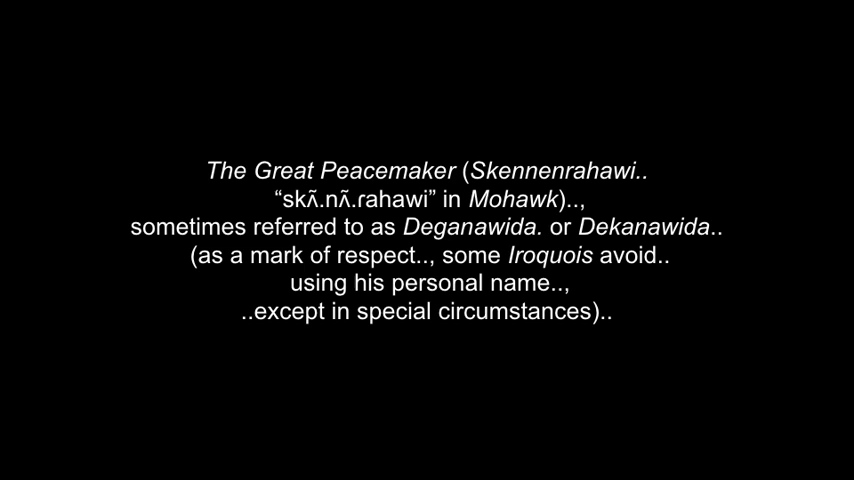 The Great Peacemaker (Skennenrahawi..
“skʌ̃.nʌ̃.ɾahawi” in Mohawk)..,
sometimes referred to as Deganawida. or Dekanawida..
(as a mark of respect.., some Iroquois avoid..
using his personal name..,
..except in special circumstances)..